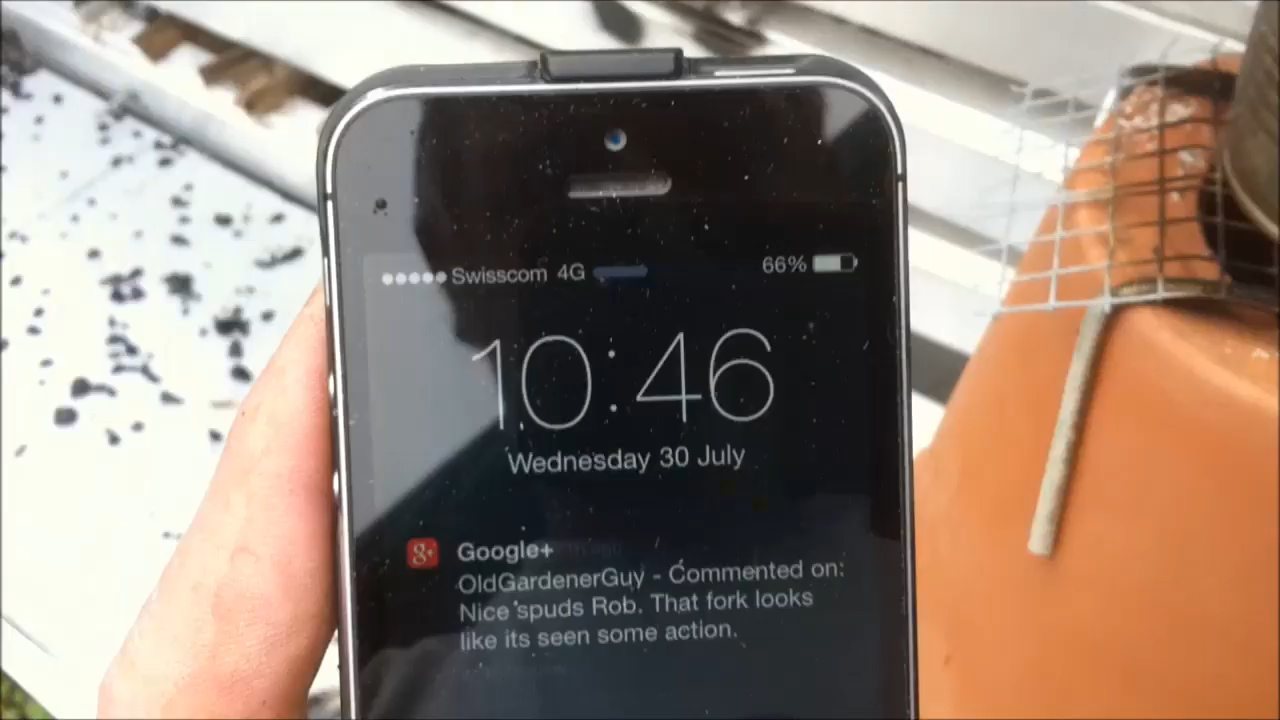 Swisscom 4G 66%
10:46
Wednesday 30 July
g+ Google+
OldGardenerGuy - Commented on:
Nice spuds Rob. That fork looks
like its seen some action.